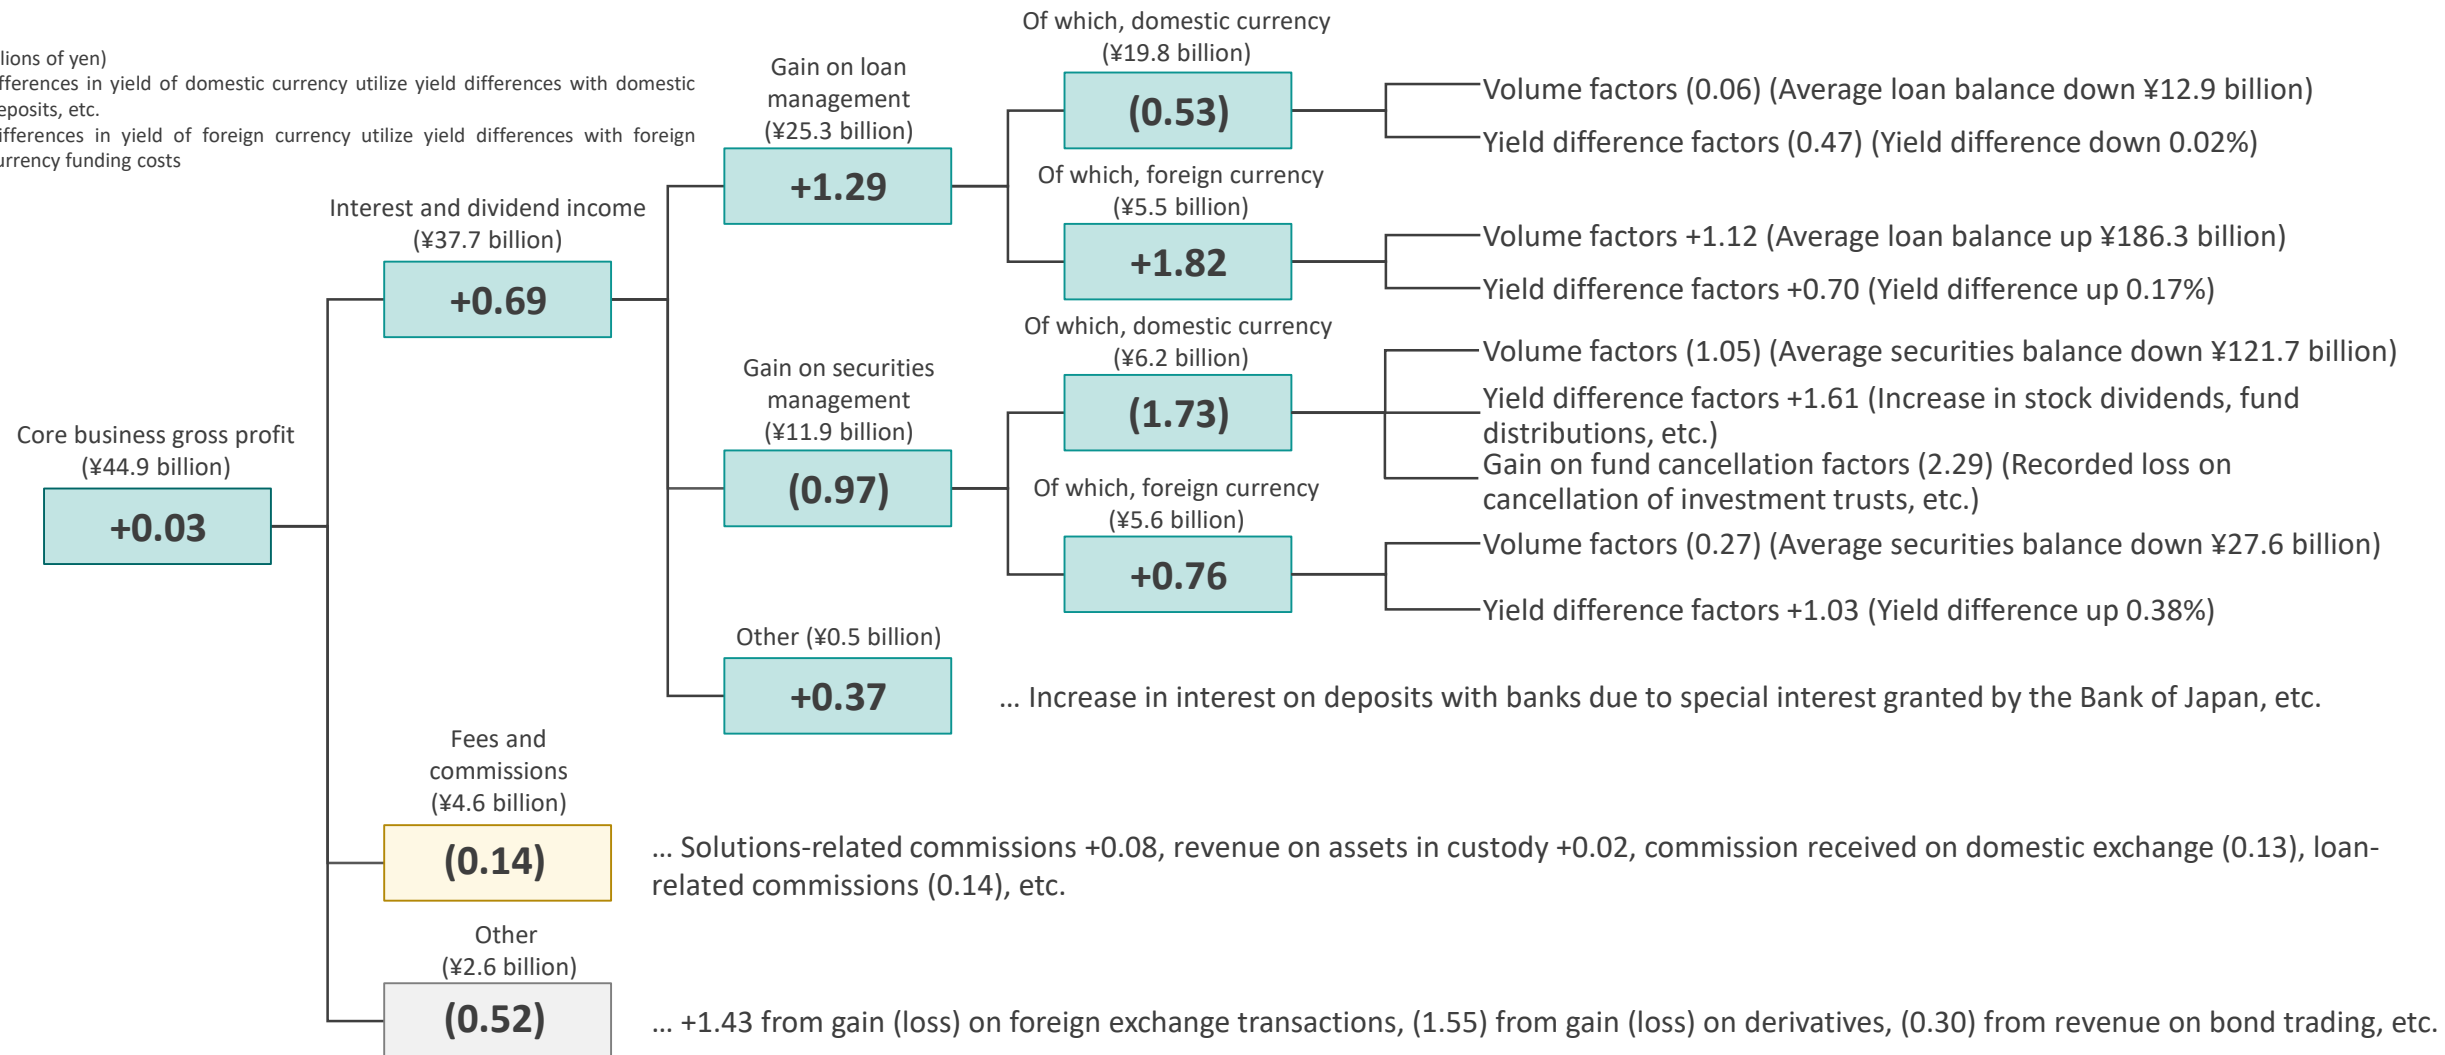 of yen)
in yield of domestic currency utilize yield differences with domestic
etc.
in yield of foreign currency utilize yield differences with foreign
funding costs
Core business gross profit
(¥44.9 billion)
+0.03
Interest and dividend income
(¥37.7 billion)
+0.69
Gain on loan
management
(¥25.3 billion)
+1.29
Of which, domestic currency
(¥19.8 billion)
(0.53)
Volume factors (0.06) (Average loan balance down ¥12.9 billion)
Yield difference factors (0.47) (Yield difference down 0.02%)
Of which, foreign currency
(¥5.5 billion)
+1.82
Volume factors +1.12 (Average loan balance up ¥186.3 billion)
Yield difference factors +0.70 (Yield difference up 0.17%)
Gain on securities
management
(¥11.9 billion)
(0.97)
Of which, domestic currency
(¥6.2 billion)
(1.73)
Volume factors (1.05) (Average securities balance down ¥121.7 billion)
Yield difference factors +1.61 (Increase in stock dividends, fund
distributions, etc.)
Gain on fund cancellation factors (2.29) (Recorded loss on
cancellation of investment trusts, etc.)
Of which, foreign currency
(¥5.6 billion)
+0.76
Volume factors (0.27) (Average securities balance down ¥27.6 billion)
Yield difference factors +1.03 (Yield difference up 0.38%)
Other (¥0.5 billion)
+0.37
... Increase in interest on deposits with banks due to special interest granted by the Bank of Japan, etc.
Fees and
commissions
(¥4.6 billion)
(0.14)
... Solutions-related commissions +0.08, revenue on assets in custody +0.02, commission received on domestic exchange (0.13), loan-
related commissions (0.14), etc.
Other
(¥2.6 billion)
(0.52)
... +1.43 from gain (loss) on foreign exchange transactions, (1.55) from gain (loss) on derivatives, (0.30) from revenue on bond trading, etc.